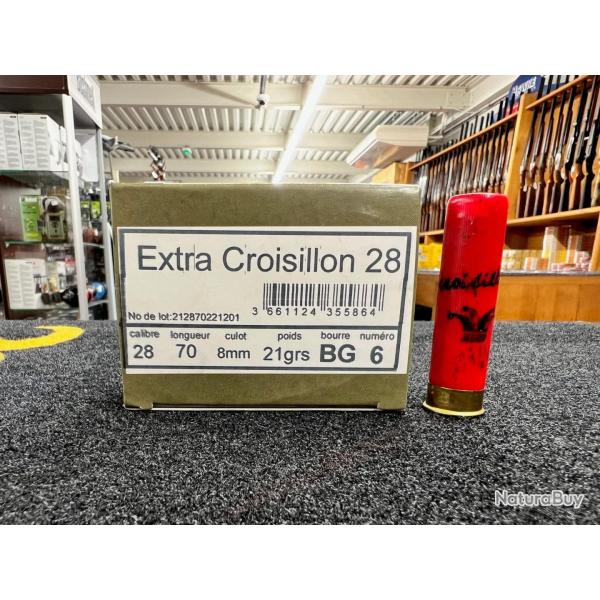 Extra Croisillon 28
No de lot:212870221201
3 661124 355864
calibre longueur culot poids bourre numéro
28 70 8mm 21grs BG 6
NaturaBuy